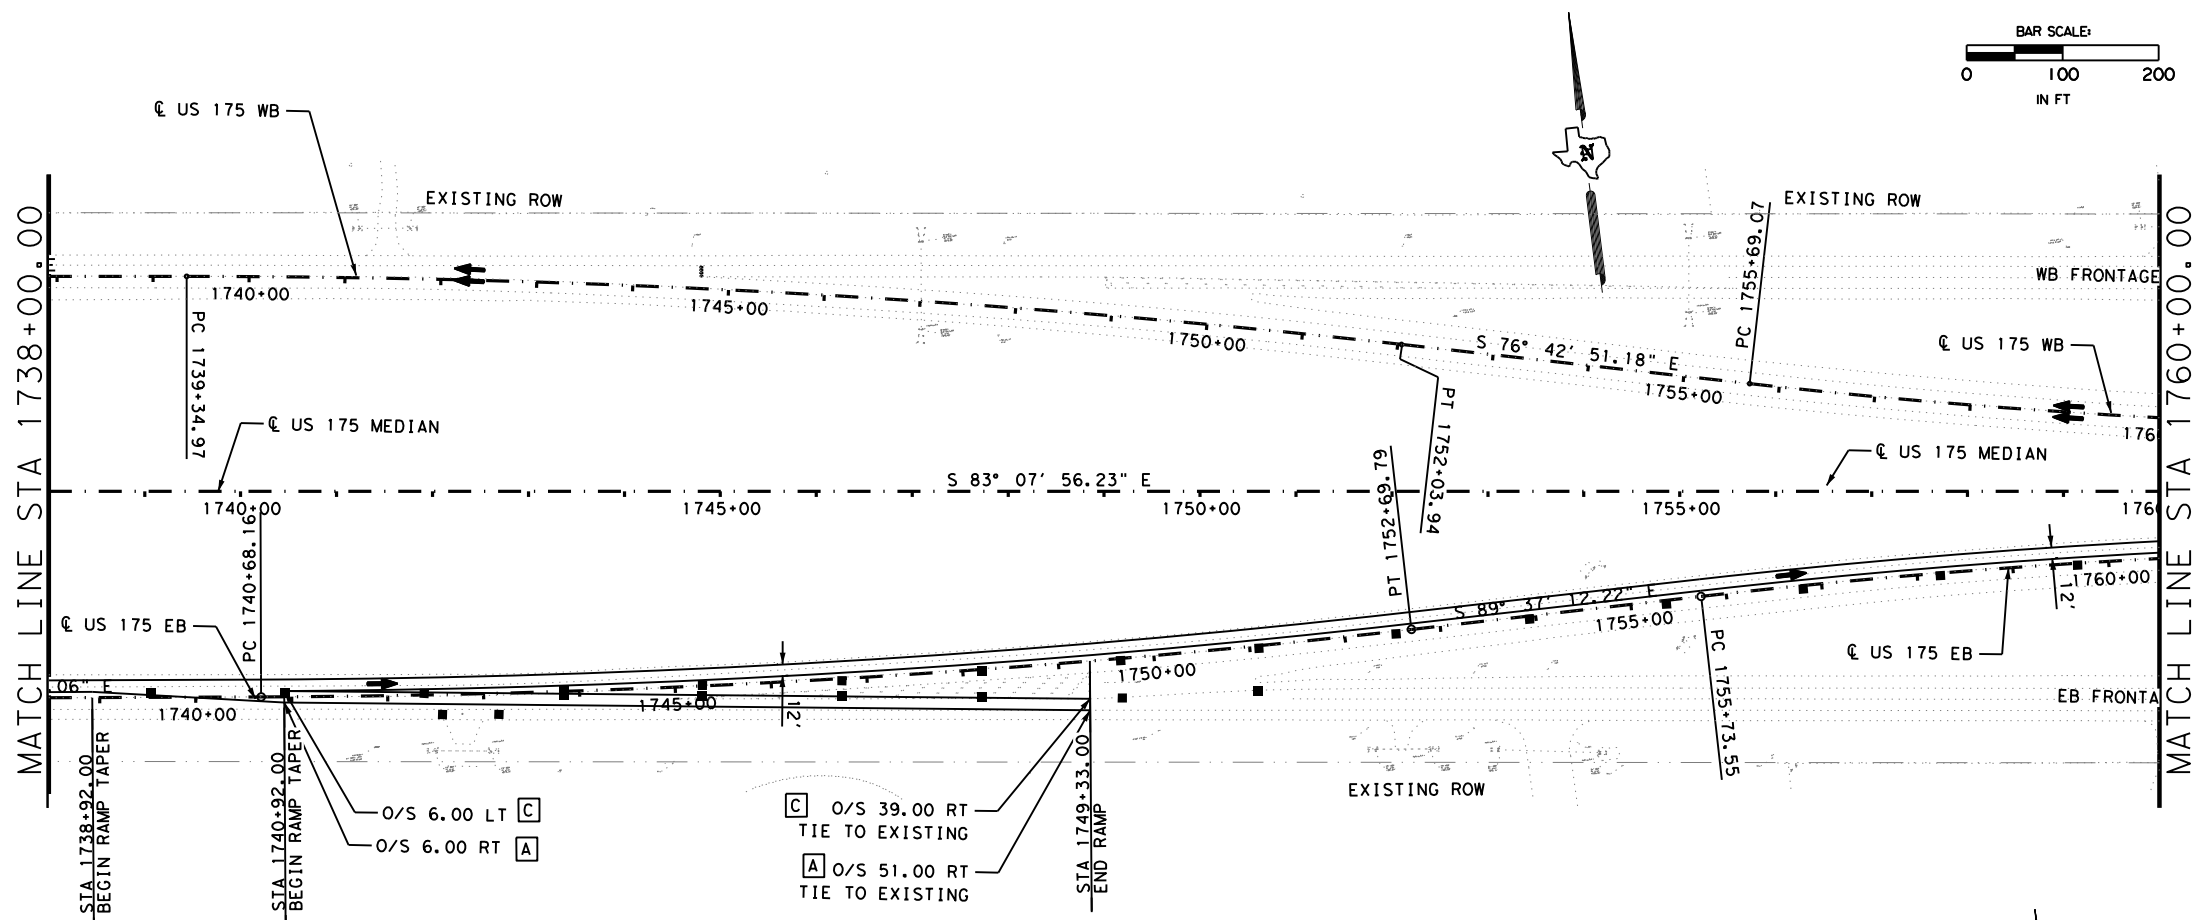 BAR SCALE:
0 100 200
IN FT
℄ US 175 WB
EXISTING ROW
EXISTING ROW
N
MATCH LINE STA 1738+00.00
MATCH LINE STA 1760+00.00
WB FRONTAGE
1740+00
1745+00
1750+00
1755+00
176
PC 1739+34.97
S 76° 42' 51.18" E
PC 1755+69.07
℄ US 175 WB
PT 1752+03.94
℄ US 175 MEDIAN
S 83° 07' 56.23" E
℄ US 175 MEDIAN
1740+00
1745+00
1750+00
1755+00
1760
PC 1740+68.16
PT 1752+69.79
℄ US 175 EB
06" E
1740+00
1745+00
1750+00
S 89° 37' 12.22" E
1755+00
1760+00
12'
12'
℄ US 175 EB
PC 1755+73.55
EB FRONTA
EXISTING ROW
STA 1738+92.00
BEGIN RAMP TAPER
STA 1740+92.00
BEGIN RAMP TAPER
O/S 6.00 LT C
O/S 6.00 RT A
C O/S 39.00 RT
TIE TO EXISTING
A O/S 51.00 RT
TIE TO EXISTING
STA 1749+33.00
END RAMP